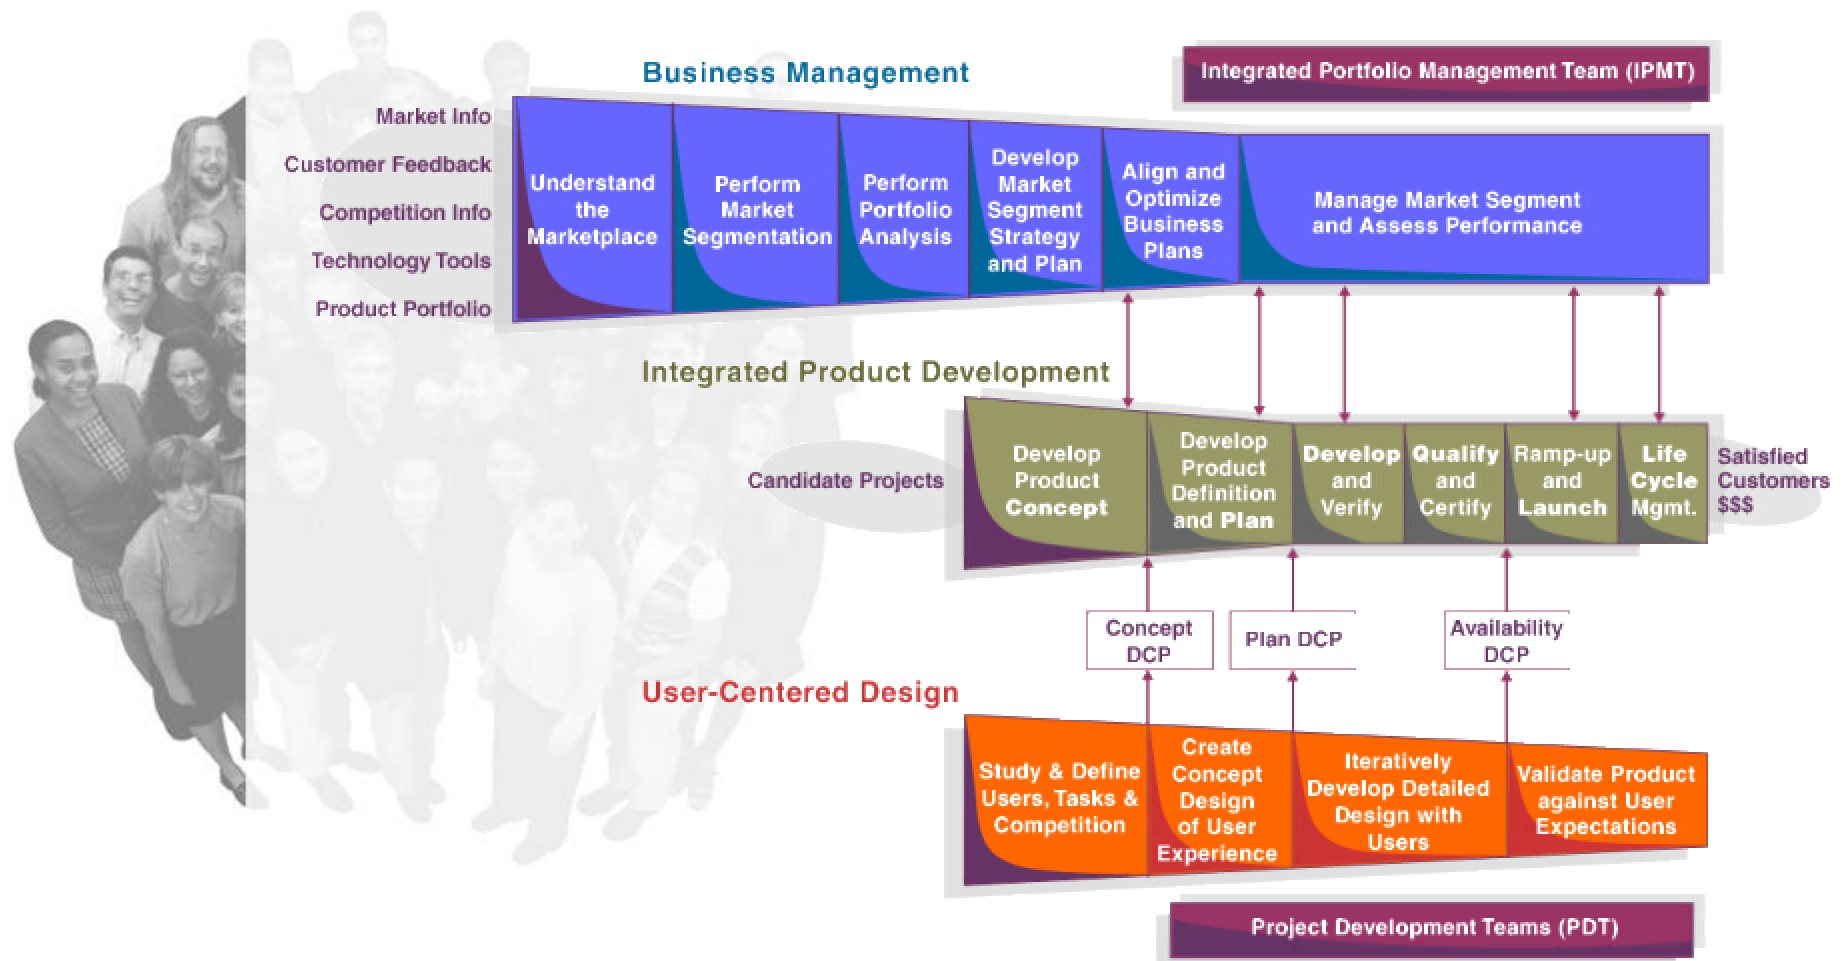 Business Management
Integrated Portfolio Management Team (IPMT)
Market Info
Customer Feedback
Competition Info
Technology Tools
Product Portfolio
Understand
the
Marketplace
Perform
Market
Segmentation
Perform
Portfolio
Analysis
Develop
Market
Segment
Strategy
and Plan
Align and
Optimize
Business
Plans
Manage Market Segment
and Assess Performance
Integrated Product Development
Candidate Projects
Develop
Product
Concept
Develop
Product
Definition
and Plan
Develop
and
Verify
Qualify
and
Certify
Ramp-up
and
Launch
Life
Cycle
Mgmt.
Satisfied
Customers
$$$
Concept
DCP
Plan DCP
Availability
DCP
User-Centered Design
Study & Define
Users, Tasks &
Competition
Create
Concept
Design
of User
Experience
Iteratively
Develop Detailed
Design with
Users
Validate Product
against User
Expectations
Project Development Teams (PDT)